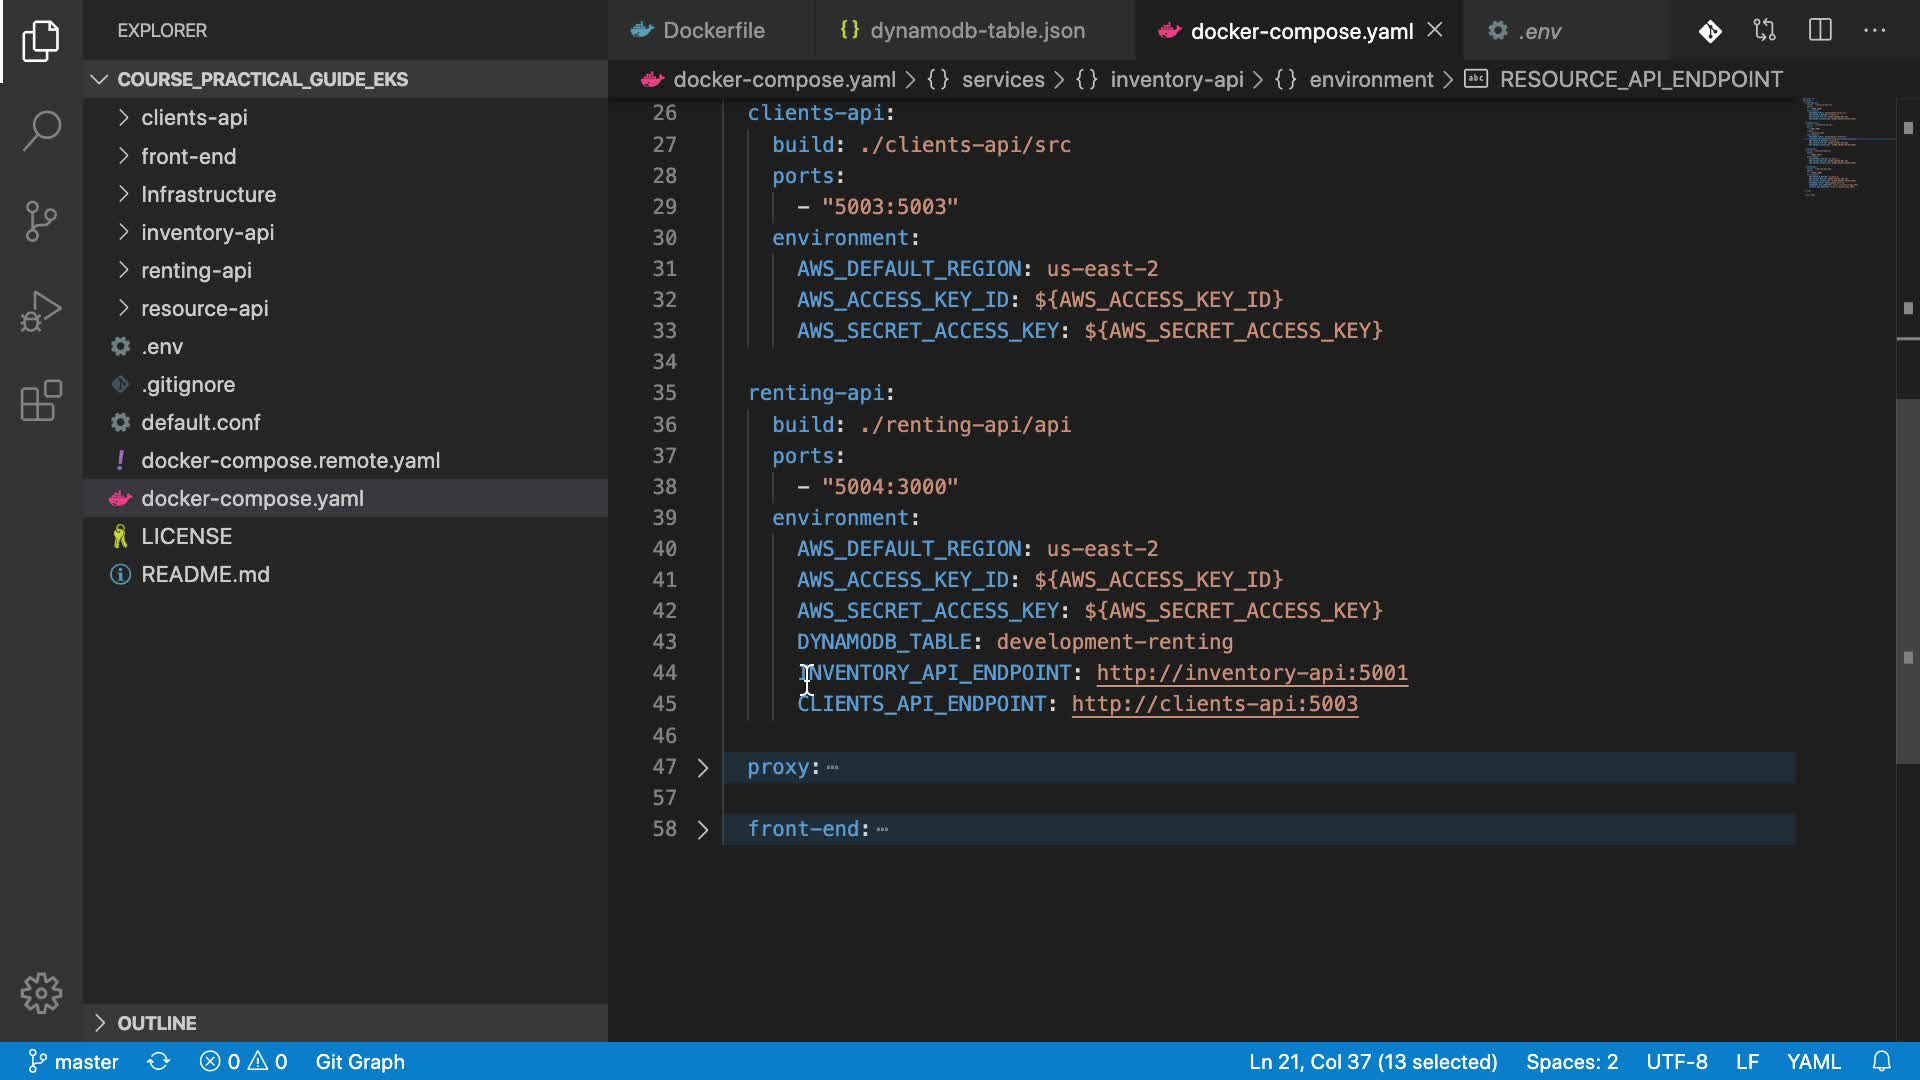 EXPLORER
COURSE_PRACTICAL_GUIDE_EKS
clients-api
front-end
Infrastructure
inventory-api
renting-api
resource-api
.env
.gitignore
default.conf
docker-compose.remote.yaml
docker-compose.yaml
LICENSE
README.md
OUTLINE
Dockerfile
dynamodb-table.json
docker-compose.yaml
.env
docker-compose.yaml > {} services > {} inventory-api > {} environment > abc RESOURCE_API_ENDPOINT
26 clients-api:
27 build: ./clients-api/src
28 ports:
29 - "5003:5003"
30 environment:
31 AWS_DEFAULT_REGION: us-east-2
32 AWS_ACCESS_KEY_ID: ${AWS_ACCESS_KEY_ID}
33 AWS_SECRET_ACCESS_KEY: ${AWS_SECRET_ACCESS_KEY}
34
35 renting-api:
36 build: ./renting-api/api
37 ports:
38 - "5004:3000"
39 environment:
40 AWS_DEFAULT_REGION: us-east-2
41 AWS_ACCESS_KEY_ID: ${AWS_ACCESS_KEY_ID}
42 AWS_SECRET_ACCESS_KEY: ${AWS_SECRET_ACCESS_KEY}
43 DYNAMODB_TABLE: development-renting
44 INVENTORY_API_ENDPOINT: http://inventory-api:5001
45 CLIENTS_API_ENDPOINT: http://clients-api:5003
46
47 proxy: ⋯
57
58 front-end: ⋯
master
0 0
Git Graph
Ln 21, Col 37 (13 selected)
Spaces: 2
UTF-8
LF
YAML